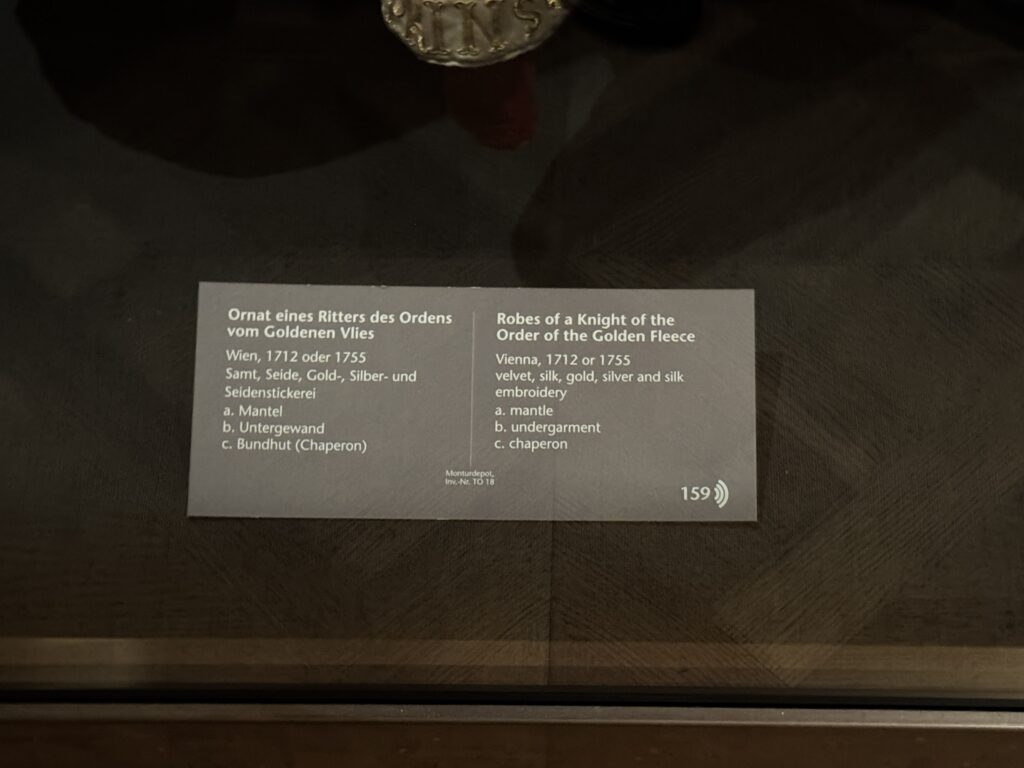 HINS
Ornat eines Ritters des Ordens
vom Goldenen Vlies
Wien, 1712 oder 1755
Samt, Seide, Gold-, Silber- und
Seidenstickerei
a. Mantel
b. Untergewand
c. Bundhut (Chaperon)
Robes of a Knight of the
Order of the Golden Fleece
Vienna, 1712 or 1755
velvet, silk, gold, silver and silk
embroidery
a. mantle
b. undergarment
c. chaperon
Monturdepot,
Inv.-Nr. TO 18
159